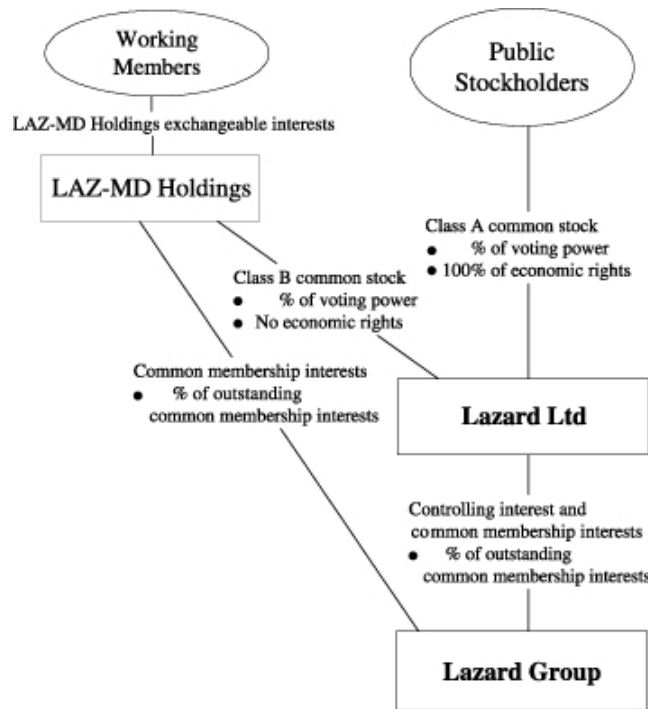 Working
Members
Public
Stockholders
LAZ-MD Holdings exchangeable interests
LAZ-MD Holdings
Class A common stock
● % of voting power
● 100% of economic rights
Class B common stock
● % of voting power
● No economic rights
Common membership interests
● % of outstanding
common membership interests
Lazard Ltd
Controlling interest and
common membership interests
● % of outstanding
common membership interests
Lazard Group